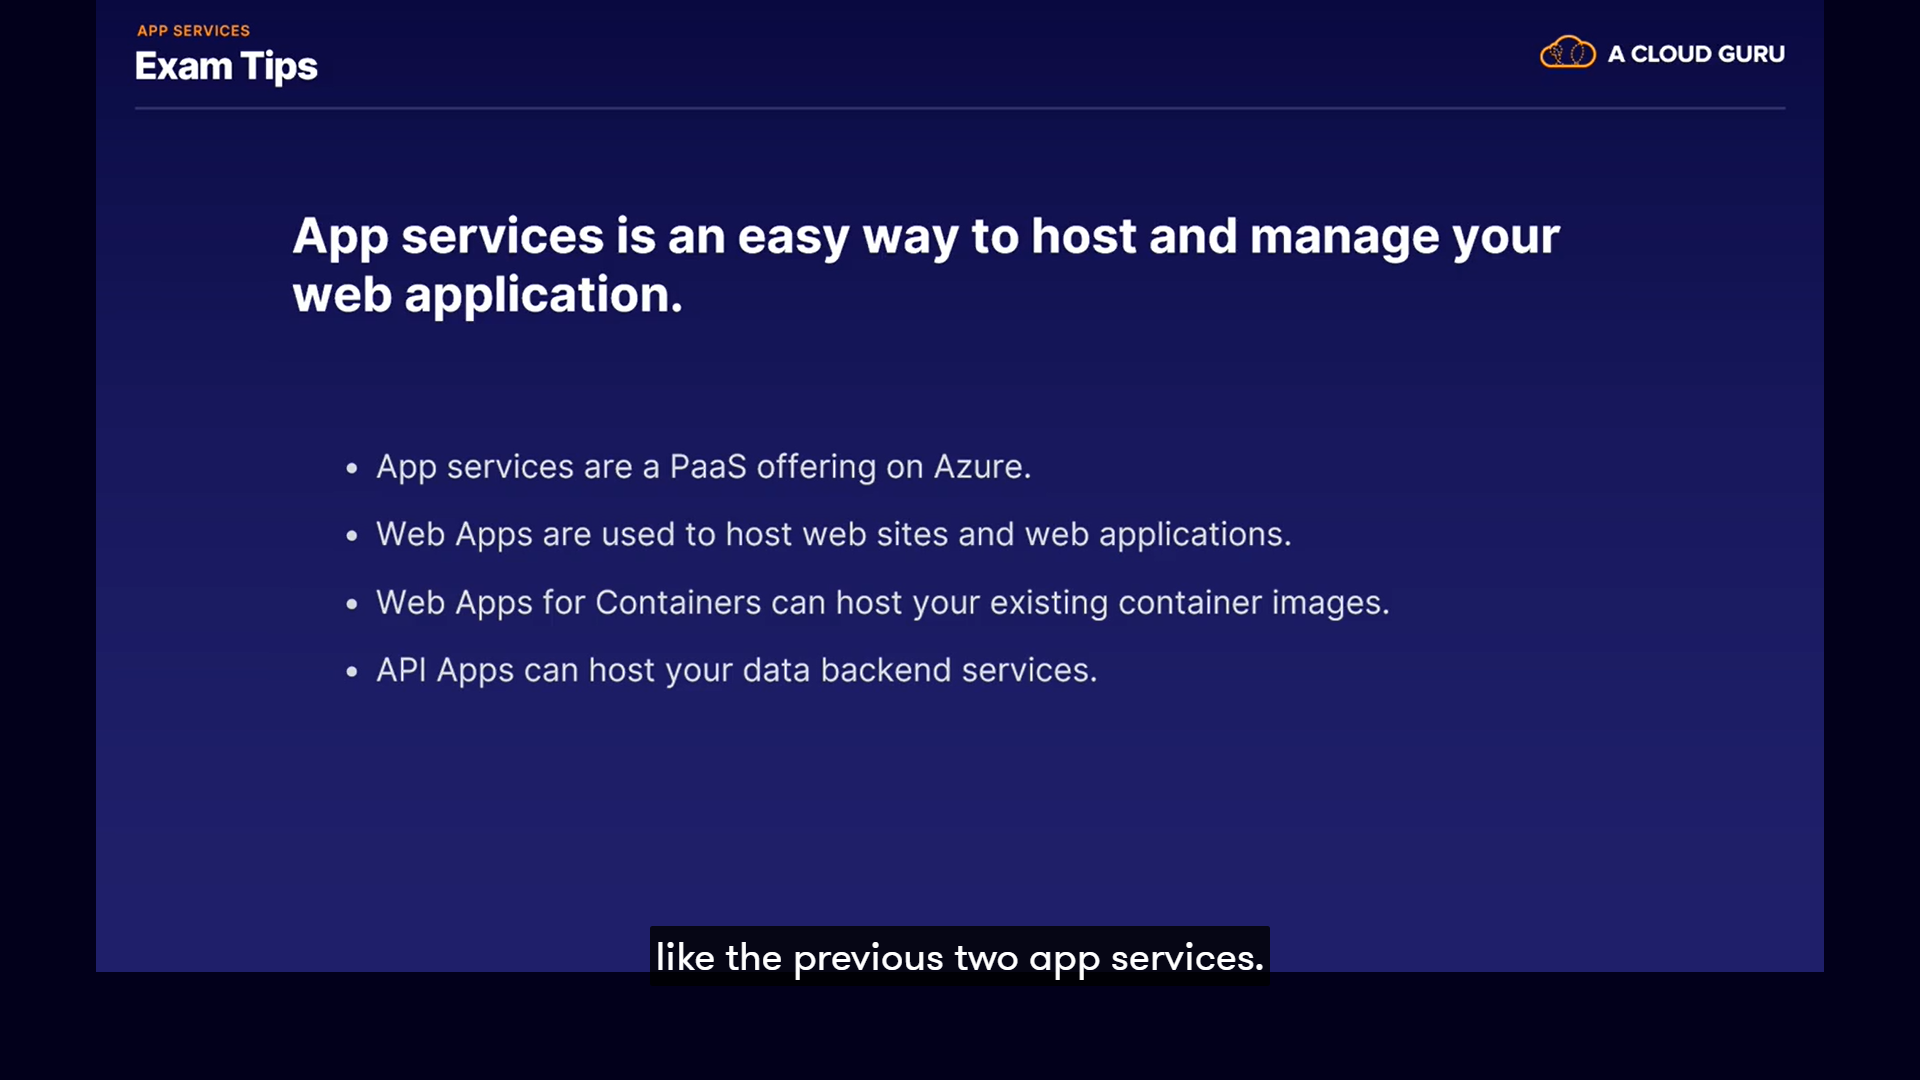 APP SERVICES
Exam Tips
A CLOUD GURU
App services is an easy way to host and manage your
web application.
• App services are a PaaS offering on Azure.
• Web Apps are used to host web sites and web applications.
• Web Apps for Containers can host your existing container images.
• API Apps can host your data backend services.
like the previous two app services.